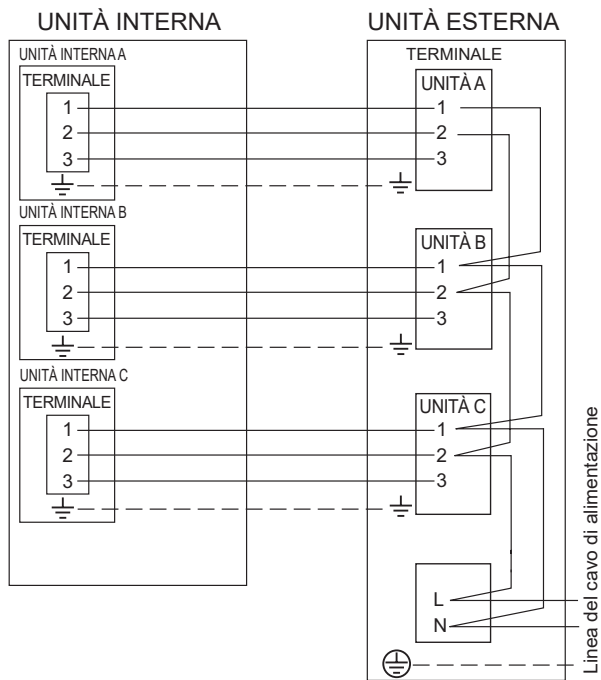 UNITÀ INTERNA
UNITÀ ESTERNA
UNITÀ INTERNA A
TERMINALE
1
2
3
TERMINALE
UNITÀ A
1
2
3
UNITÀ INTERNA B
TERMINALE
1
2
3
UNITÀ B
1
2
3
UNITÀ INTERNA C
TERMINALE
1
2
3
UNITÀ C
1
2
3
L
N
Linea del cavo di alimentazione